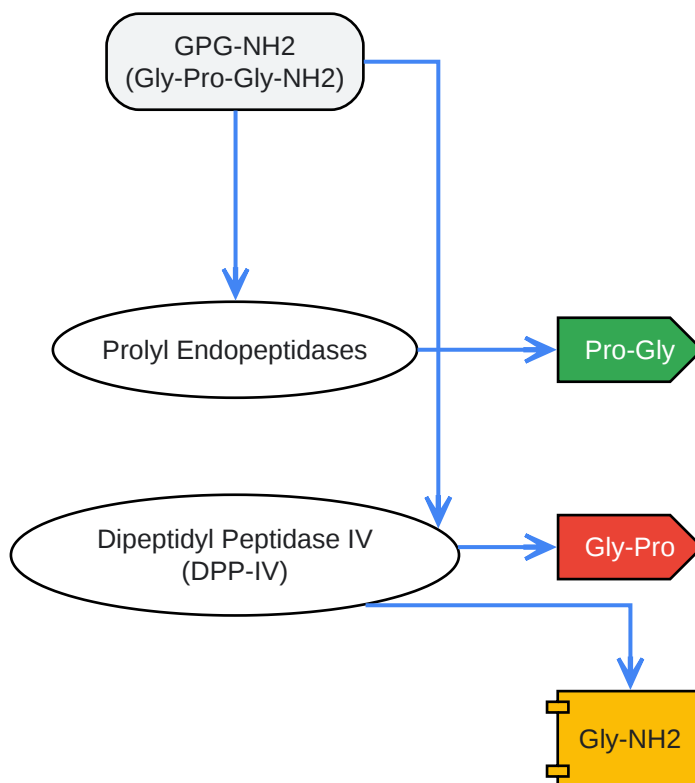 GPG-NH2
(Gly-Pro-Gly-NH2)
Prolyl Endopeptidases
Pro-Gly
Dipeptidyl Peptidase IV
(DPP-IV)
Gly-Pro
Gly-NH2